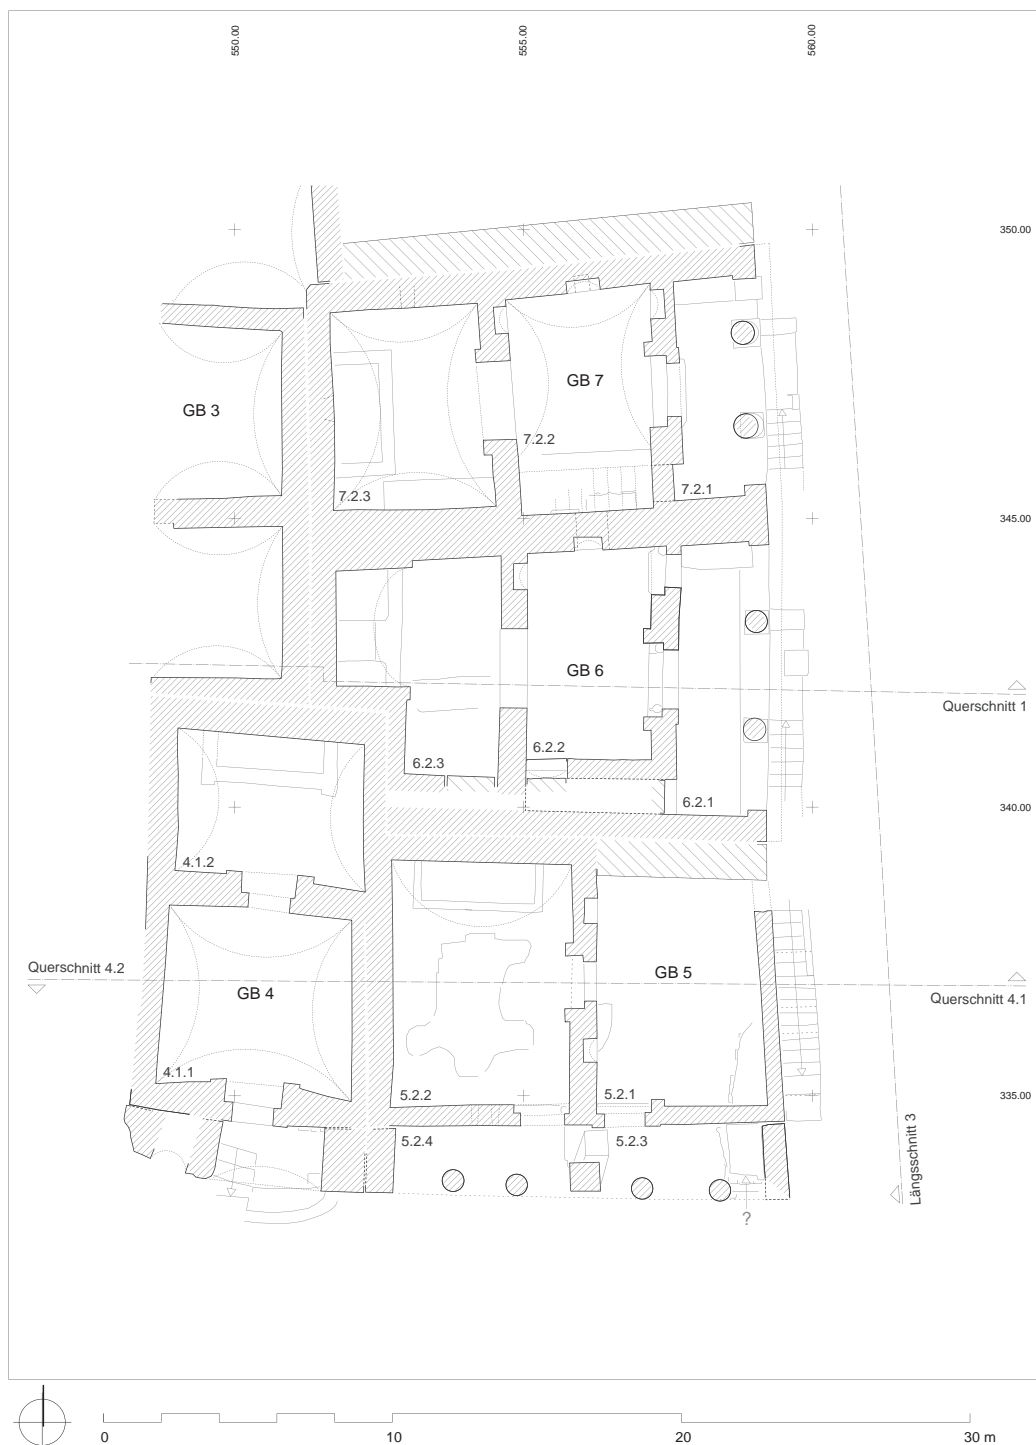 550.00
555.00
560.00
350.00
GB 7
GB 3
7.2.2
7.2.3
7.2.1
345.00
GB 6
Querschnitt 1
6.2.2
6.2.3
6.2.1
340.00
4.1.2
Querschnitt 4.2
GB 5
GB 4
Querschnitt 4.1
4.1.1
5.2.2
5.2.1
335.00
5.2.4
5.2.3
Längsschnitt 3
?
0
10
20
30 m